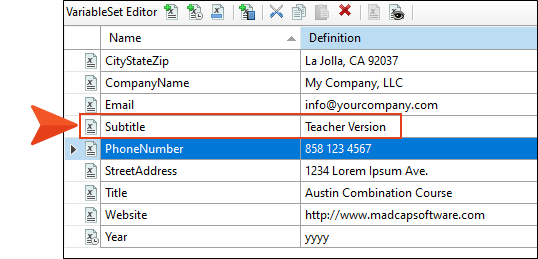 VariableSet Editor
Name Definition
CityStateZip La Jolla, CA 92037
CompanyName My Company, LLC
Email info@yourcompany.com
Subtitle Teacher Version
PhoneNumber 858 123 4567
StreetAddress 1234 Lorem Ipsum Ave.
Title Austin Combination Course
Website http://www.madcapsoftware.com
Year yyyy